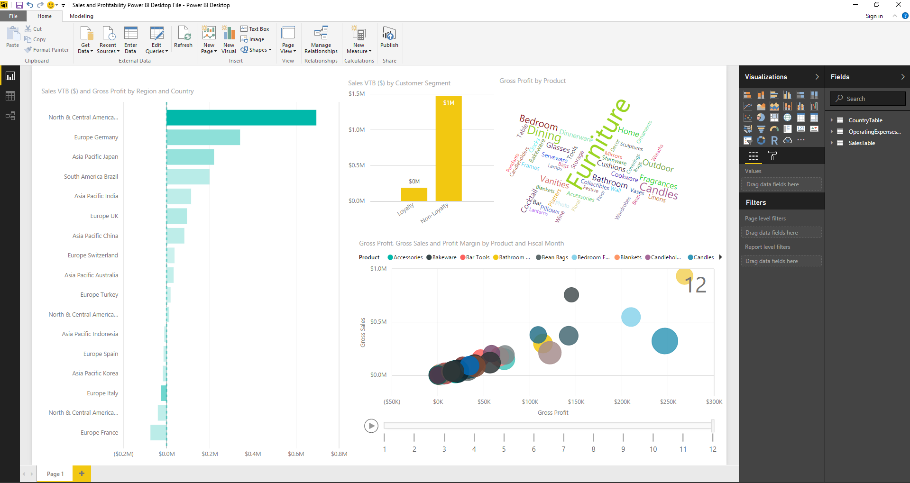 Sales and Profitability Power BI Desktop File - Power BI Desktop
Sign in
File Home Modeling
Paste
Cut
Copy
Format Painter
Clipboard
Get Data
Recent Sources
Enter Data
Edit Queries
External Data
Refresh
New Page
New Visual
Text Box
Image
Shapes
Insert
Page View
View
Manage Relationships
Relationships
New Measure
Calculations
Publish
Share
Sales VTB ($) and Gross Profit by Region and Country
North & Central America...
Europe Germany
Asia Pacific Japan
South America Brazil
Asia Pacific India
Europe UK
Asia Pacific China
Europe Switzerland
Asia Pacific Australia
Europe Turkey
North & Central America...
Asia Pacific Indonesia
Europe Spain
Asia Pacific Korea
Europe Italy
North & Central America...
Europe France
($0.2M) $0.0M $0.2M $0.4M $0.6M $0.8M
Sales VTB ($) by Customer Segment
$1.5M
$1.0M
$0.5M
$0.0M
$0M
$1M
Loyalty
Non-Loyalty
Gross Profit by Product
Furniture
Bedroom
Dining
Home
Glasses
Outdoor
Cushions
Cookware
Fragrances
Vanities
Bathroom
Candles
Cocktail
Linens
Gross Profit, Gross Sales and Profit Margin by Product and Fiscal Month
Product Accessories Bakeware Bar Tools Bathroom ... Bean Bags Bedroom F... Blankets Candleho... Candles
12
Gross Sales
$1.0M
$0.5M
$0.0M
($50K) $0K $50K $100K $150K $200K $250K $300K
Gross Profit
1 2 3 4 5 6 7 8 9 10 11 12
Page 1
Visualizations
Values
Drag data fields here
Filters
Page level filters
Drag data fields here
Report level filters
Drag data fields here
Fields
Search
CountryTable
OperatingExpenses...
SalesTable